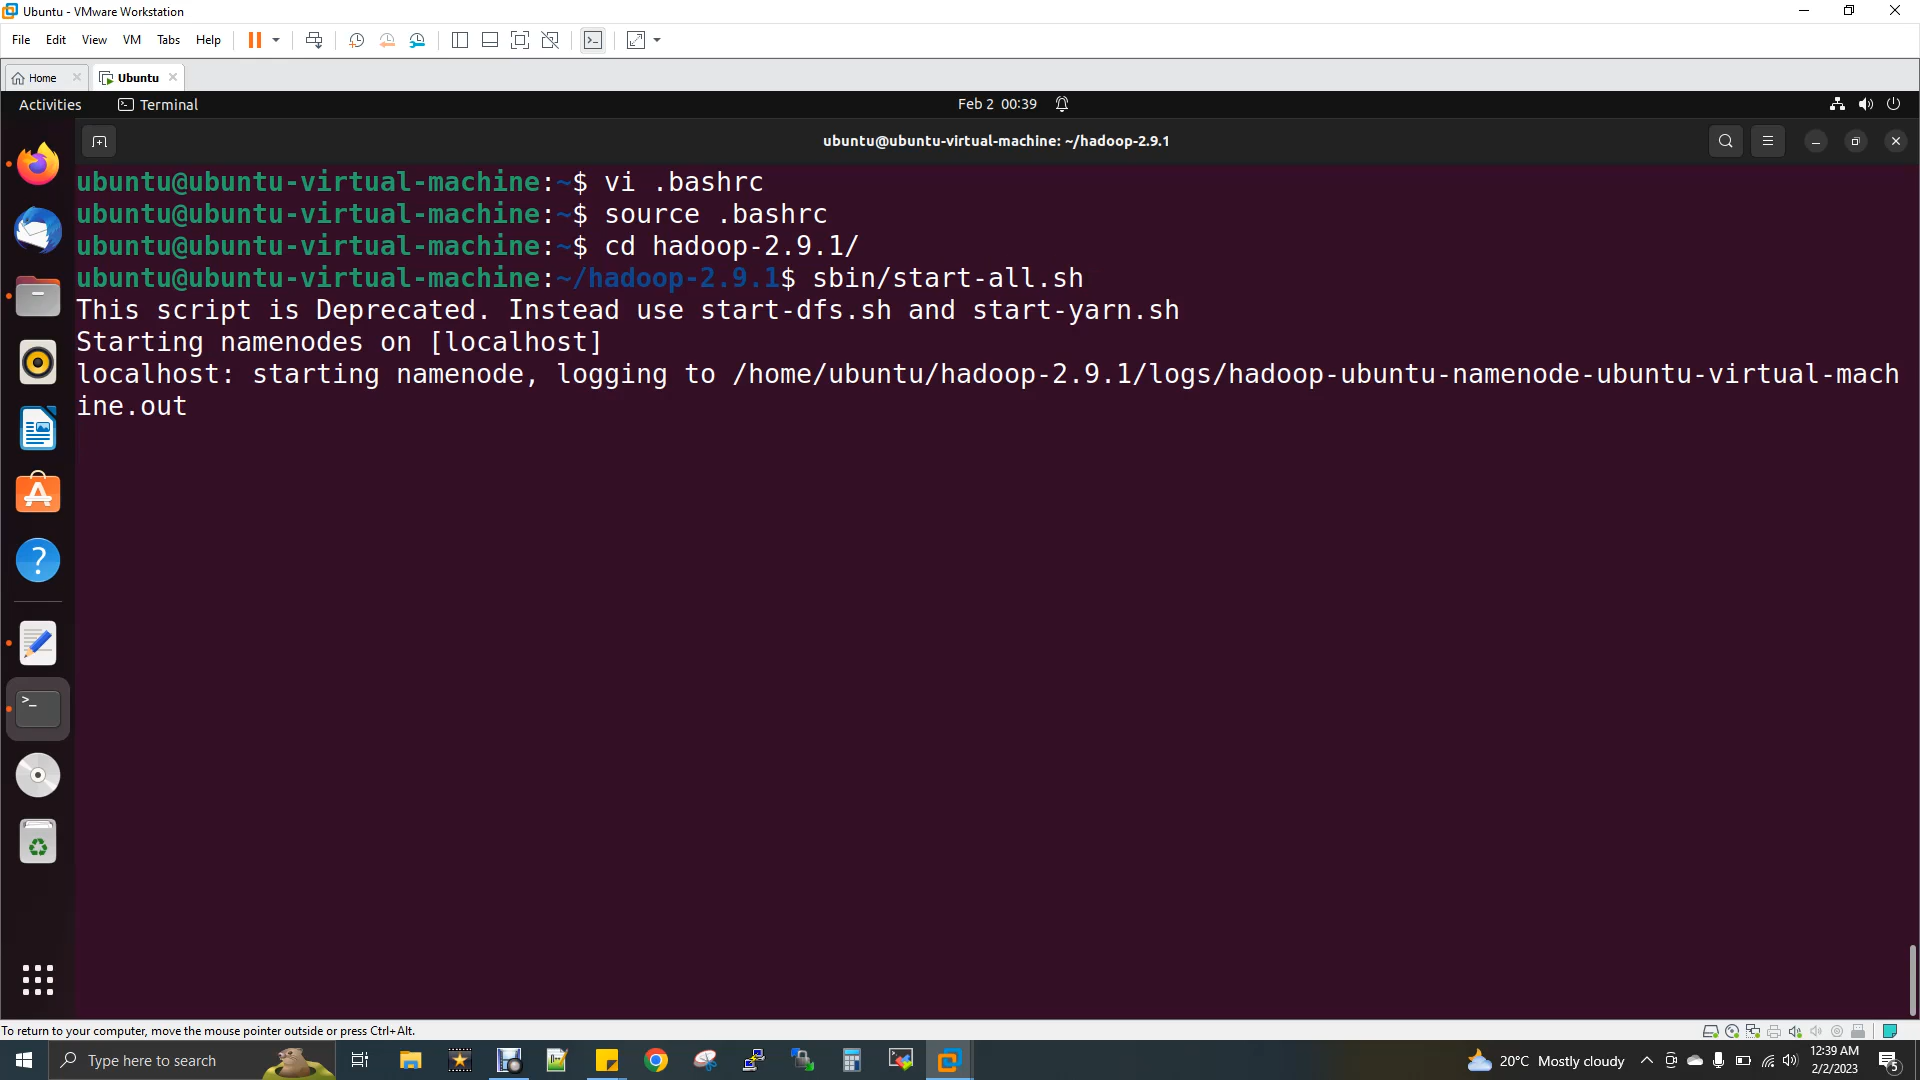 Ubuntu - VMware Workstation
File Edit View VM Tabs Help
Home
Ubuntu
Activities
Terminal
Feb 2 00:39
ubuntu@ubuntu-virtual-machine: ~/hadoop-2.9.1
ubuntu@ubuntu-virtual-machine:~$ vi .bashrc
ubuntu@ubuntu-virtual-machine:~$ source .bashrc
ubuntu@ubuntu-virtual-machine:~$ cd hadoop-2.9.1/
ubuntu@ubuntu-virtual-machine:~/hadoop-2.9.1$ sbin/start-all.sh
This script is Deprecated. Instead use start-dfs.sh and start-yarn.sh
Starting namenodes on [localhost]
localhost: starting namenode, logging to /home/ubuntu/hadoop-2.9.1/logs/hadoop-ubuntu-namenode-ubuntu-virtual-mach
ine.out
To return to your computer, move the mouse pointer outside or press Ctrl+Alt.
Type here to search
20°C Mostly cloudy
12:39 AM
2/2/2023
5